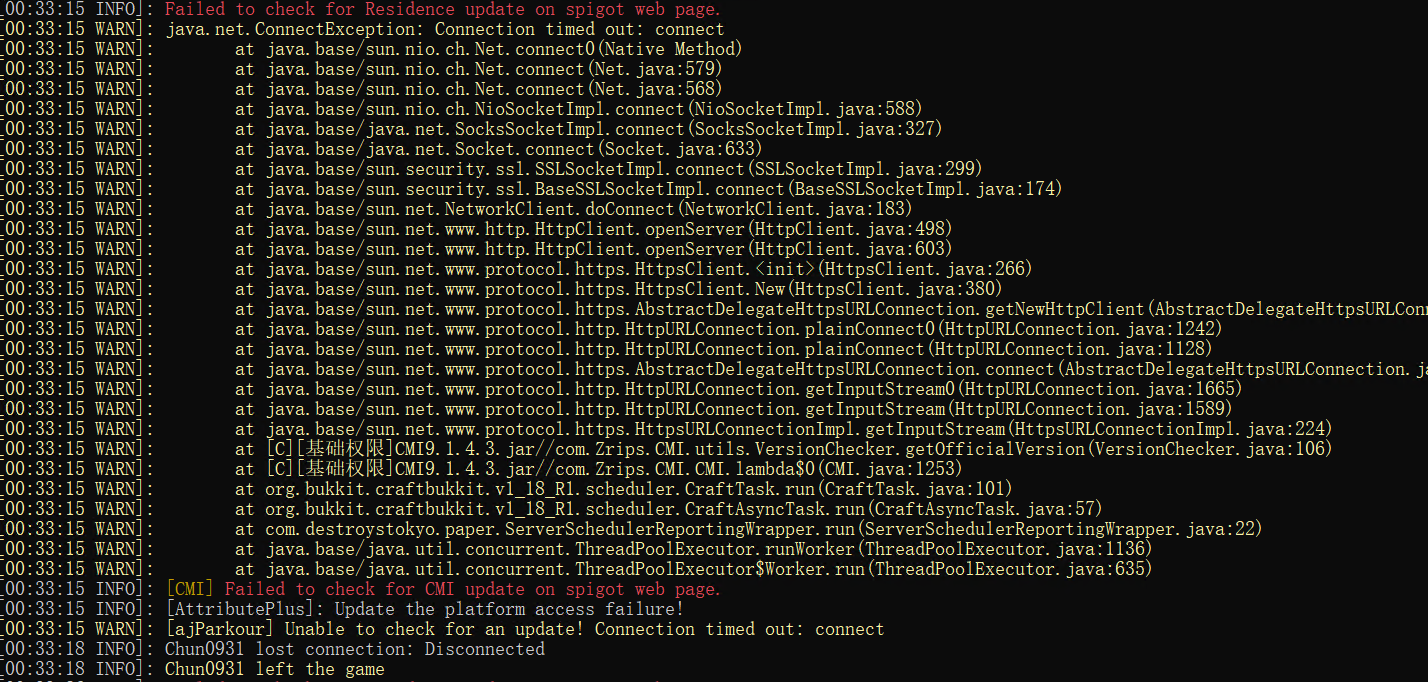 [00:33:15 INFO]: Failed to check for Residence update on spigot web page.
[00:33:15 WARN]: java.net.ConnectException: Connection timed out: connect
[00:33:15 WARN]: at java.base/sun.nio.ch.Net.connect0(Native Method)
[00:33:15 WARN]: at java.base/sun.nio.ch.Net.connect(Net.java:579)
[00:33:15 WARN]: at java.base/sun.nio.ch.Net.connect(Net.java:568)
[00:33:15 WARN]: at java.base/sun.nio.ch.NioSocketImpl.connect(NioSocketImpl.java:588)
[00:33:15 WARN]: at java.base/java.net.SocksSocketImpl.connect(SocksSocketImpl.java:327)
[00:33:15 WARN]: at java.base/java.net.Socket.connect(Socket.java:633)
[00:33:15 WARN]: at java.base/sun.security.ssl.SSLSocketImpl.connect(SSLSocketImpl.java:299)
[00:33:15 WARN]: at java.base/sun.security.ssl.BaseSSLSocketImpl.connect(BaseSSLSocketImpl.java:174)
[00:33:15 WARN]: at java.base/sun.net.NetworkClient.doConnect(NetworkClient.java:183)
[00:33:15 WARN]: at java.base/sun.net.www.http.HttpClient.openServer(HttpClient.java:498)
[00:33:15 WARN]: at java.base/sun.net.www.http.HttpClient.openServer(HttpClient.java:603)
[00:33:15 WARN]: at java.base/sun.net.www.protocol.https.HttpsClient.<init>(HttpsClient.java:266)
[00:33:15 WARN]: at java.base/sun.net.www.protocol.https.HttpsClient.New(HttpsClient.java:380)
[00:33:15 WARN]: at java.base/sun.net.www.protocol.https.AbstractDelegateHttpsURLConnection.getNewHttpClient(AbstractDelegateHttpsURLConn
[00:33:15 WARN]: at java.base/sun.net.www.protocol.http.HttpURLConnection.plainConnect0(HttpURLConnection.java:1242)
[00:33:15 WARN]: at java.base/sun.net.www.protocol.http.HttpURLConnection.plainConnect(HttpURLConnection.java:1128)
[00:33:15 WARN]: at java.base/sun.net.www.protocol.https.AbstractDelegateHttpsURLConnection.connect(AbstractDelegateHttpsURLConnection.ja
[00:33:15 WARN]: at java.base/sun.net.www.protocol.http.HttpURLConnection.getInputStream0(HttpURLConnection.java:1665)
[00:33:15 WARN]: at java.base/sun.net.www.protocol.http.HttpURLConnection.getInputStream(HttpURLConnection.java:1589)
[00:33:15 WARN]: at java.base/sun.net.www.protocol.https.HttpsURLConnectionImpl.getInputStream(HttpsURLConnectionImpl.java:224)
[00:33:15 WARN]: at [C][基础权限]CMI9.1.4.3.jar//com.Zrips.CMI.utils.VersionChecker.getOfficialVersion(VersionChecker.java:106)
[00:33:15 WARN]: at [C][基础权限]CMI9.1.4.3.jar//com.Zrips.CMI.CMI.lambda$0(CMI.java:1253)
[00:33:15 WARN]: at org.bukkit.craftbukkit.v1_18_R1.scheduler.CraftTask.run(CraftTask.java:101)
[00:33:15 WARN]: at org.bukkit.craftbukkit.v1_18_R1.scheduler.CraftAsyncTask.run(CraftAsyncTask.java:57)
[00:33:15 WARN]: at com.destroystokyo.paper.ServerSchedulerReportingWrapper.run(ServerSchedulerReportingWrapper.java:22)
[00:33:15 WARN]: at java.base/java.util.concurrent.ThreadPoolExecutor.runWorker(ThreadPoolExecutor.java:1136)
[00:33:15 WARN]: at java.base/java.util.concurrent.ThreadPoolExecutor$Worker.run(ThreadPoolExecutor.java:635)
[00:33:15 INFO]: [CMI] Failed to check for CMI update on spigot web page.
[00:33:15 INFO]: [AttributePlus]: Update the platform access failure!
[00:33:15 WARN]: [ajParkour] Unable to check for an update! Connection timed out: connect
[00:33:18 INFO]: Chun0931 lost connection: Disconnected
[00:33:18 INFO]: Chun0931 left the game